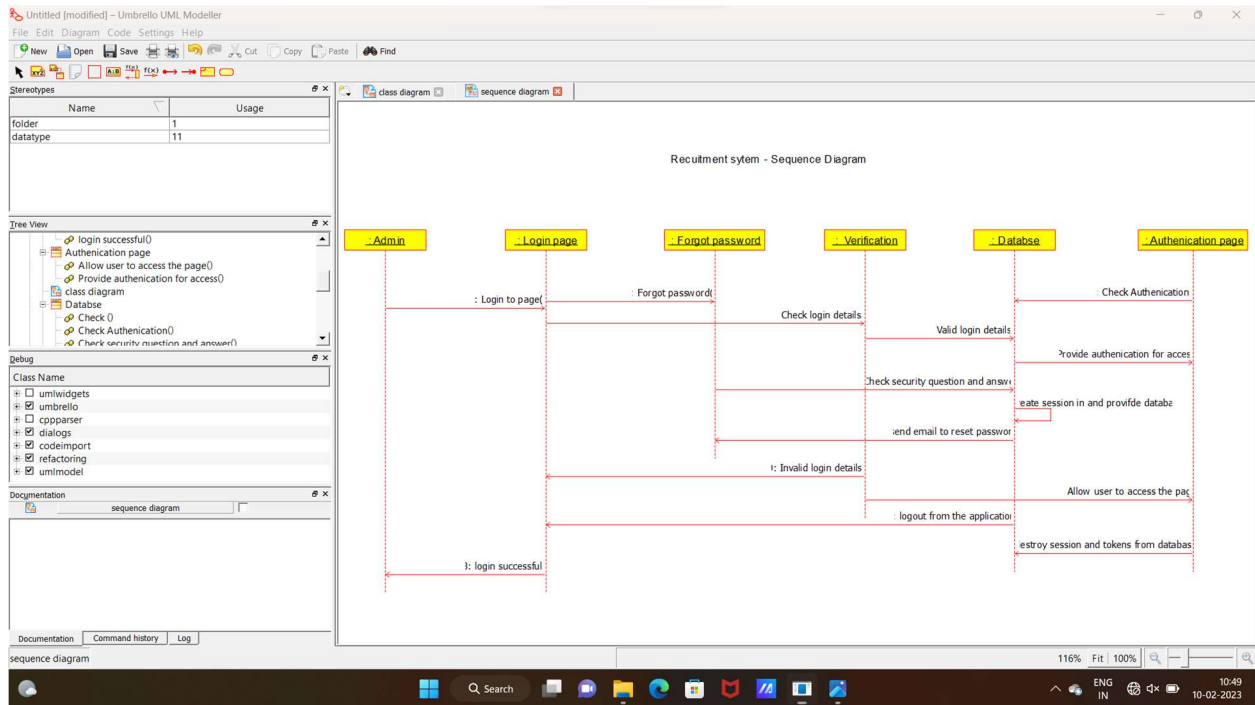 Untitled [modified] – Umbrello UML Modeller
File Edit Diagram Code Settings Help
New Open Save Cut Copy Paste Find
Stereotypes
Name Usage
folder 1
datatype 11
Tree View
login successful()
Authenication page
Allow user to access the page()
Provide authenication for access()
class diagram
Databse
Check ()
Check Authentication()
Check security question and answer()
Debug
Class Name
umlwidgets
umbrello
cppparser
dialogs
codeimport
refactoring
umlmodel
Documentation
sequence diagram
Documentation Command history Log
sequence diagram
class diagram sequence diagram
Recuitment sytem - Sequence Diagram
: Admin : Login page : Forgot password : Verification : Databse : Authenication page
: Check Authentication
: Forgot password(
: Login to page(
Check login details
Valid login details
Provide authenication for acces
Check security question and answ
eate session in and provifde databa
send email to reset passwor
: Invalid login details
Allow user to access the pag
: logout from the applicatio
estroy session and tokens from databas
3: login successful
116% Fit 100%
Search
ENG
IN
10:49
10-02-2023